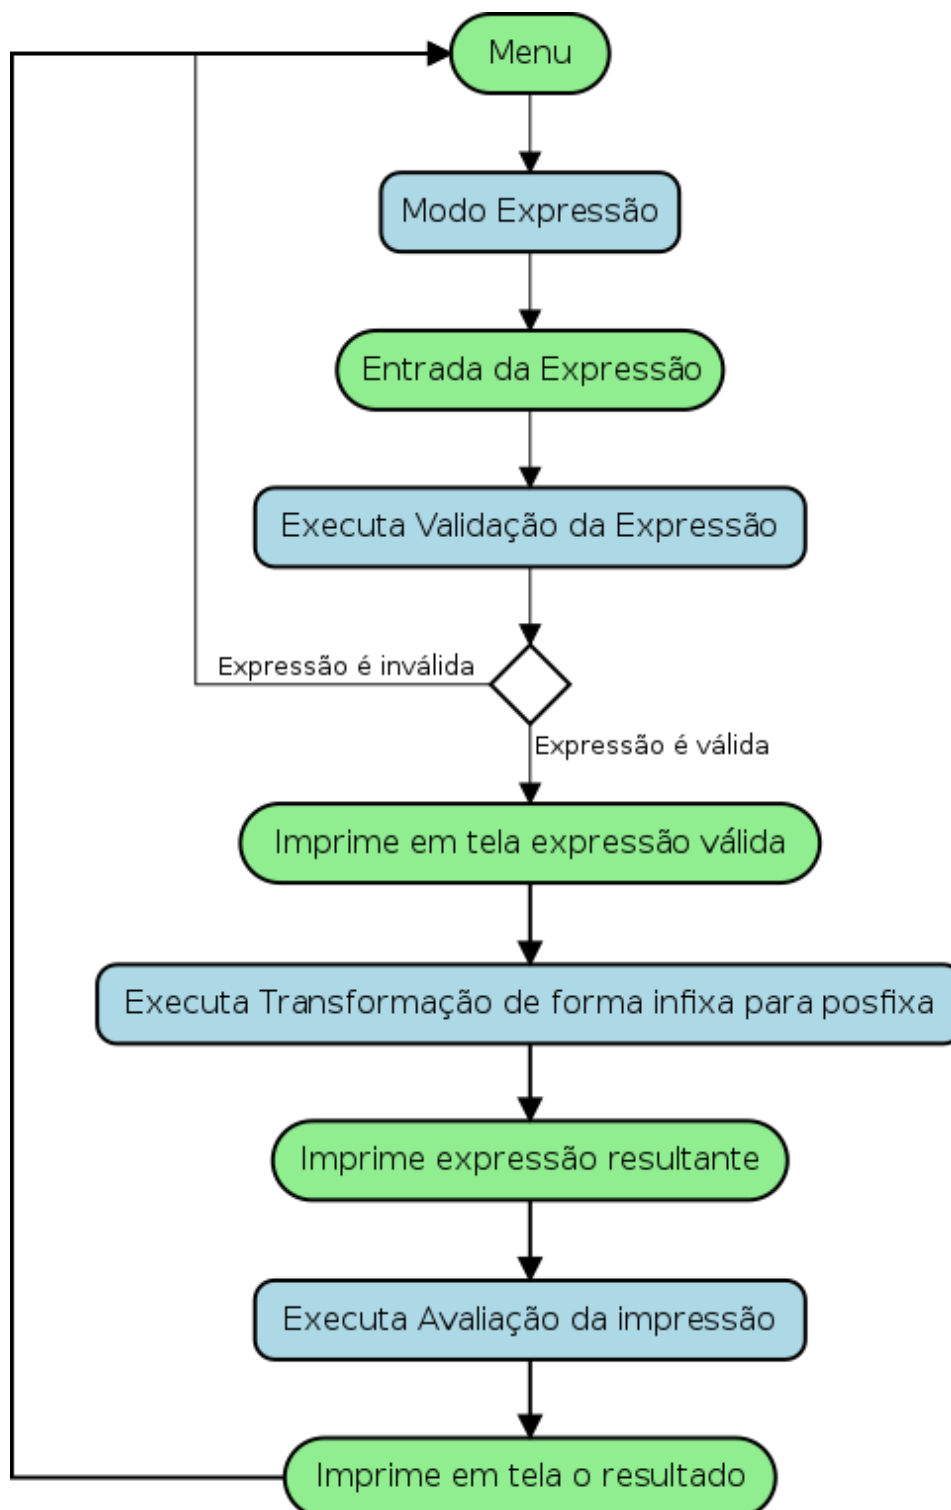 Menu
Modo Expressão
Entrada da Expressão
Executa Validação da Expressão
Expressão é inválida
Expressão é válida
Imprime em tela expressão válida
Executa Transformação de forma infixa para posfixa
Imprime expressão resultante
Executa Avaliação da impressão
Imprime em tela o resultado